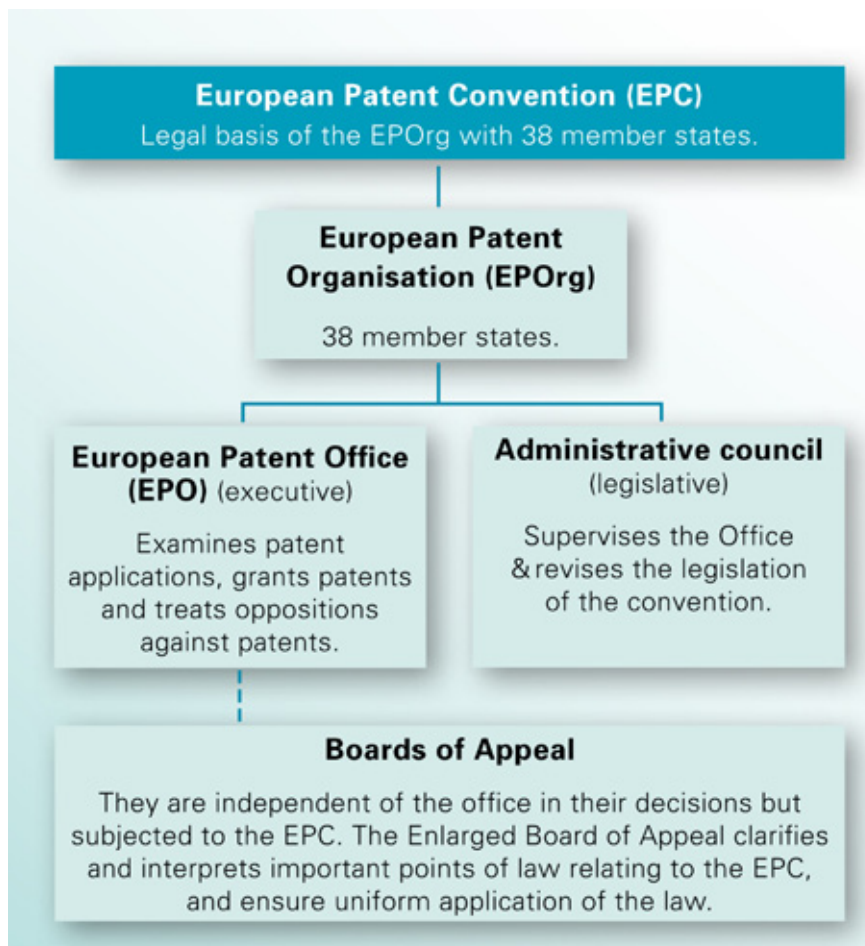 European Patent Convention (EPC)
Legal basis of the EPOrg with 38 member states.
European Patent
Organisation (EPOrg)
38 member states.
European Patent Office
(EPO) (executive)
Examines patent
applications, grants patents
and treats oppositions
against patents.
Administrative council
(legislative)
Supervises the Office
& revises the legislation
of the convention.
Boards of Appeal
They are independent of the office in their decisions but
subjected to the EPC. The Enlarged Board of Appeal clarifies
and interprets important points of law relating to the EPC,
and ensure uniform application of the law.